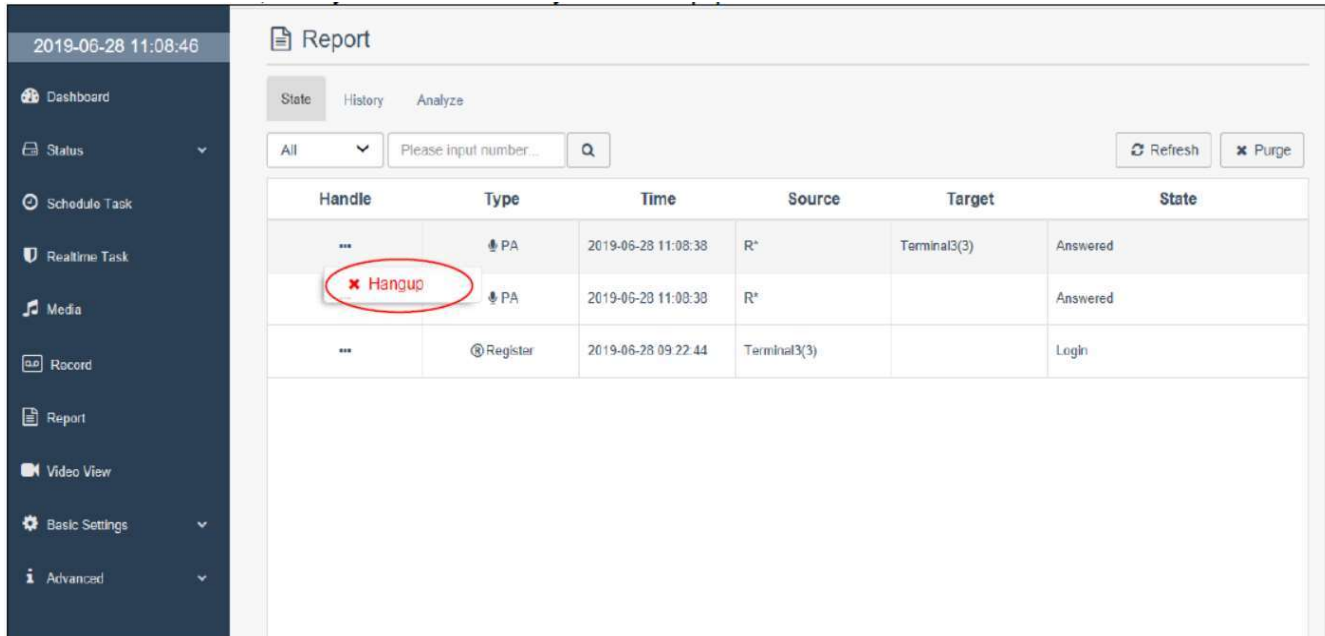 2019-06-28 11:08:46
Dashboard
Status
Schedule Task
Realtime Task
Media
Record
Report
Video View
Basic Settings
Advanced
Report
State History Analyze
All Please input number... Refresh Purge
Handle Type Time Source Target State
PA 2019-06-28 11:08:38 R* Terminal3(3) Answered
Hangup
PA 2019-06-28 11:08:38 R* Answered
Register 2019-06-28 09:22:44 Terminal3(3) Login